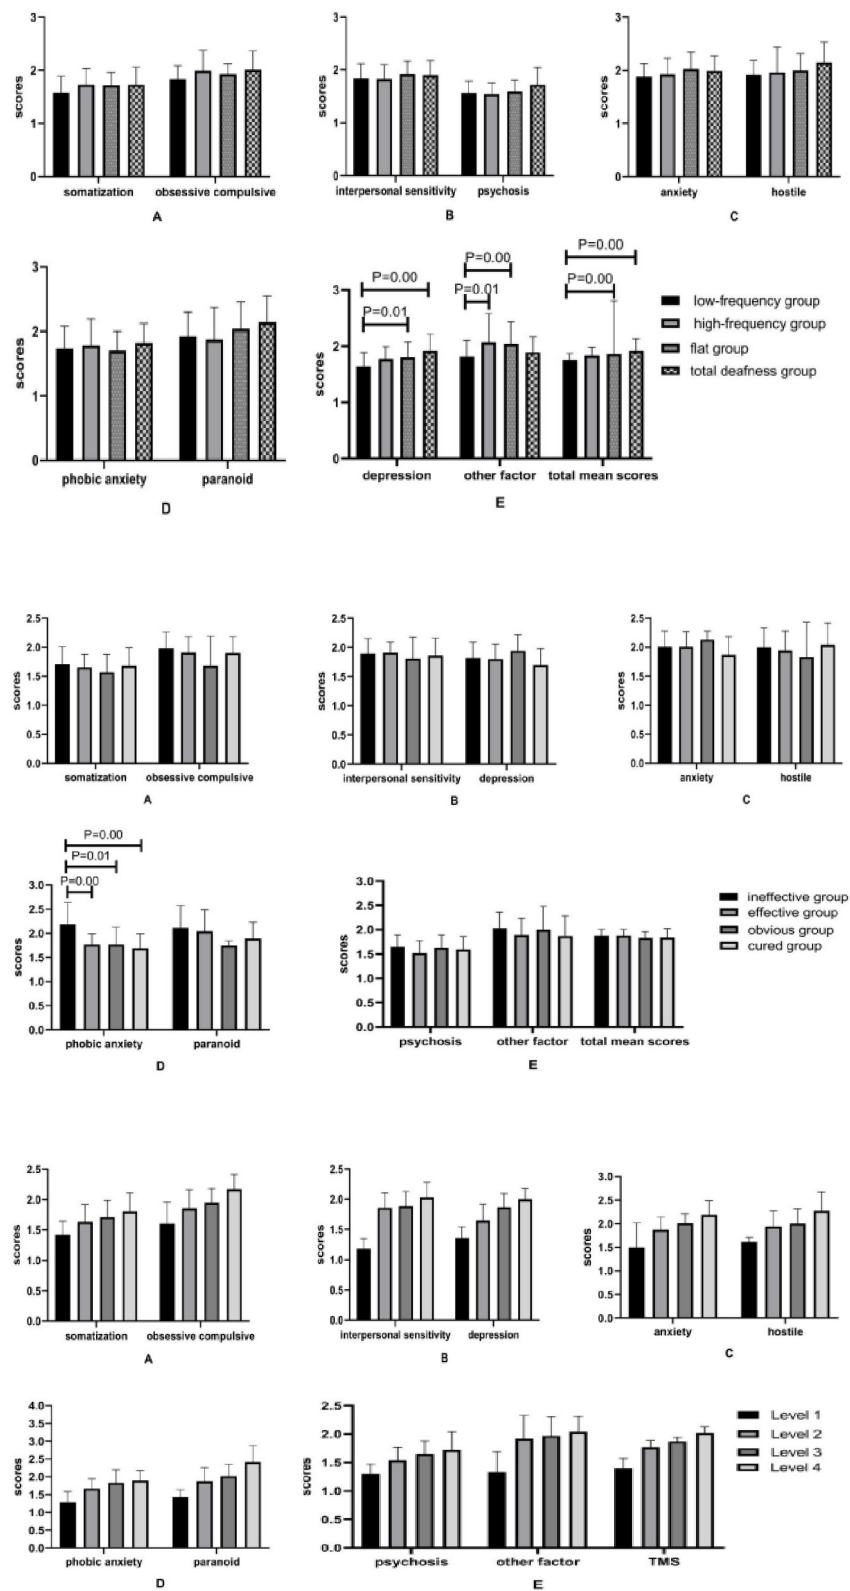 3
3
3
2
2
2
scores
scores
scores
1
1
1
0
0
0
somatization obsessive compulsive
interpersonal sensitivity psychosis
anxiety hostile
A
B
C
P=0.00
P=0.00 P=0.00
P=0.01 P=0.01 P=0.00
3
3
2
2
scores
scores
1
1
0
0
phobic anxiety paranoid
depression other factor total mean scores
D
E
low-frequency group
high-frequency group
flat group
total deafness group
2.5
2.5
2.5
2.0
2.0
2.0
1.5
1.5
1.5
scores
scores
scores
1.0
1.0
1.0
0.5
0.5
0.5
0.0
0.0
0.0
somatization obsessive compulsive
interpersonal sensitivity depression
anxiety hostile
A
B
C
P=0.00
P=0.01
P=0.00
3.0
3.0
2.5
2.5
2.0
2.0
1.5
1.5
scores
scores
1.0
1.0
0.5
0.5
0.0
0.0
phobic anxiety paranoid
psychosis other factor total mean scores
D
E
ineffective group
effective group
obvious group
cured group
2.5
2.5
3.0
2.0
2.0
2.5
1.5
1.5
2.0
scores
scores
scores
1.0
1.0
1.5
0.5
0.5
1.0
0.0
0.0
0.5
0.0
somatization obsessive compulsive
interpersonal sensitivity depression
anxiety hostile
A
B
C
4.0
3.5
3.0
2.5
2.0
1.5
1.0
0.5
0.0
scores
phobic anxiety paranoid
D
2.5
2.0
1.5
1.0
0.5
0.0
scores
psychosis other factor TMS
E
Level 1
Level 2
Level 3
Level 4